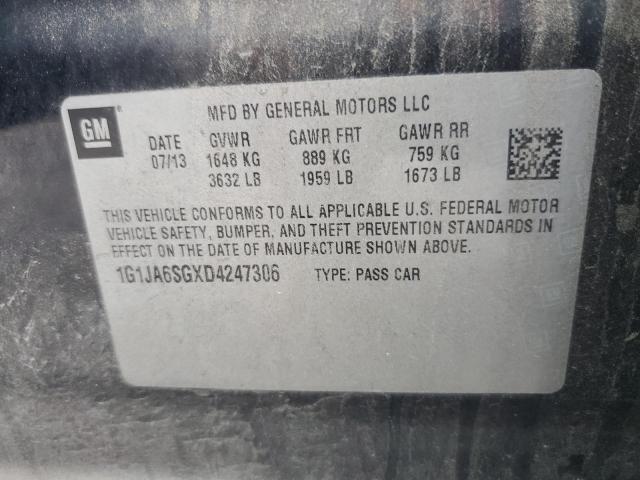 GM
MFD BY GENERAL MOTORS LLC
DATE GVWR GAWR FRT GAWR RR
07/13 1648 KG 889 KG 759 KG
3632 LB 1959 LB 1673 LB
THIS VEHICLE CONFORMS TO ALL APPLICABLE U.S. FEDERAL MOTOR
VEHICLE SAFETY, BUMPER, AND THEFT PREVENTION STANDARDS IN
EFFECT ON THE DATE OF MANUFACTURE SHOWN ABOVE.
1G1JA6SGXD4247306 TYPE: PASS CAR